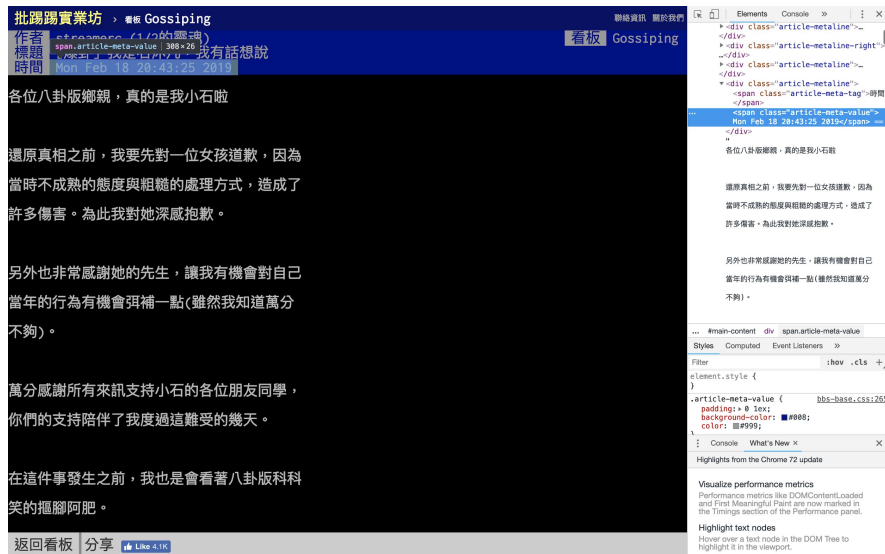 批踢踢實業坊 › 看板 Gossiping
聯絡資訊 關於我們
作者 streamerc (1/2的靈魂)
看板 Gossiping
span.article-meta-value | 308×26
標題 我有話想說
時間 Mon Feb 18 20:43:25 2019
各位八卦版鄉親，真的是我小石啦
還原真相之前，我要先對一位女孩道歉，因為
當時不成熟的態度與粗糙的處理方式，造成了
許多傷害。為此我對她深感抱歉。
另外也非常感謝她的先生，讓我有機會對自己
當年的行為有機會弭補一點(雖然我知道萬分
不夠)。
萬分感謝所有來訊支持小石的各位朋友同學，
你們的支持陪伴了我度過這難受的幾天。
在這件事發生之前，我也是會看著八卦版科科
笑的摳腳阿肥。
返回看板 分享 Like 4.1K
Elements Console »
<div class="article-metaline">…
</div>
<div class="article-metaline-right">
…</div>
<div class="article-metaline">…
</div>
<div class="article-metaline">
<span class="article-meta-tag">時間
</span>
<span class="article-meta-value">
Mon Feb 18 20:43:25 2019</span> ==
</div>
"
各位八卦版鄉親，真的是我小石啦
還原真相之前，我要先對一位女孩道歉，因為
當時不成熟的態度與粗糙的處理方式，造成了
許多傷害。為此我對她深感抱歉。
另外也非常感謝她的先生，讓我有機會對自己
當年的行為有機會弭補一點(雖然我知道萬分
不夠)。
... #main-content div span.article-meta-value
Styles Computed Event Listeners »
Filter :hov .cls +
element.style {
}
.article-meta-value { bbs-base.css:265
padding: 0 1ex;
background-color: #008;
color: #999;
}
Console What's New ×
Highlights from the Chrome 72 update
Visualize performance metrics
Performance metrics like DOMContentLoaded
and First Meaningful Paint are now marked in
the Timings section of the Performance panel.
Highlight text nodes
Hover over a text node in the DOM Tree to
highlight it in the viewport.